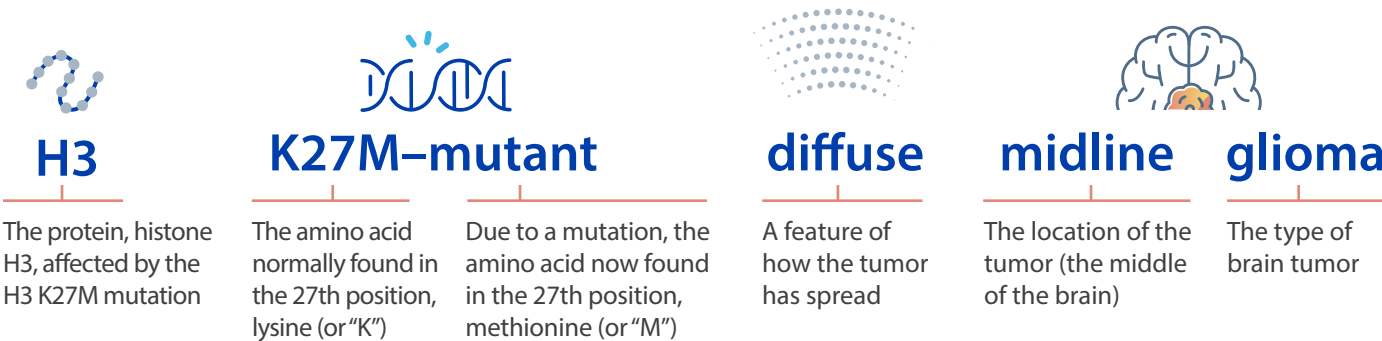 H3
K27M–mutant
diffuse
midline
glioma
The protein, histone
H3, affected by the
H3 K27M mutation
The amino acid
normally found in
the 27th position,
lysine (or “K”)
Due to a mutation, the
amino acid now found
in the 27th position,
methionine (or “M”)
A feature of
how the tumor
has spread
The location of the
tumor (the middle
of the brain)
The type of
brain tumor